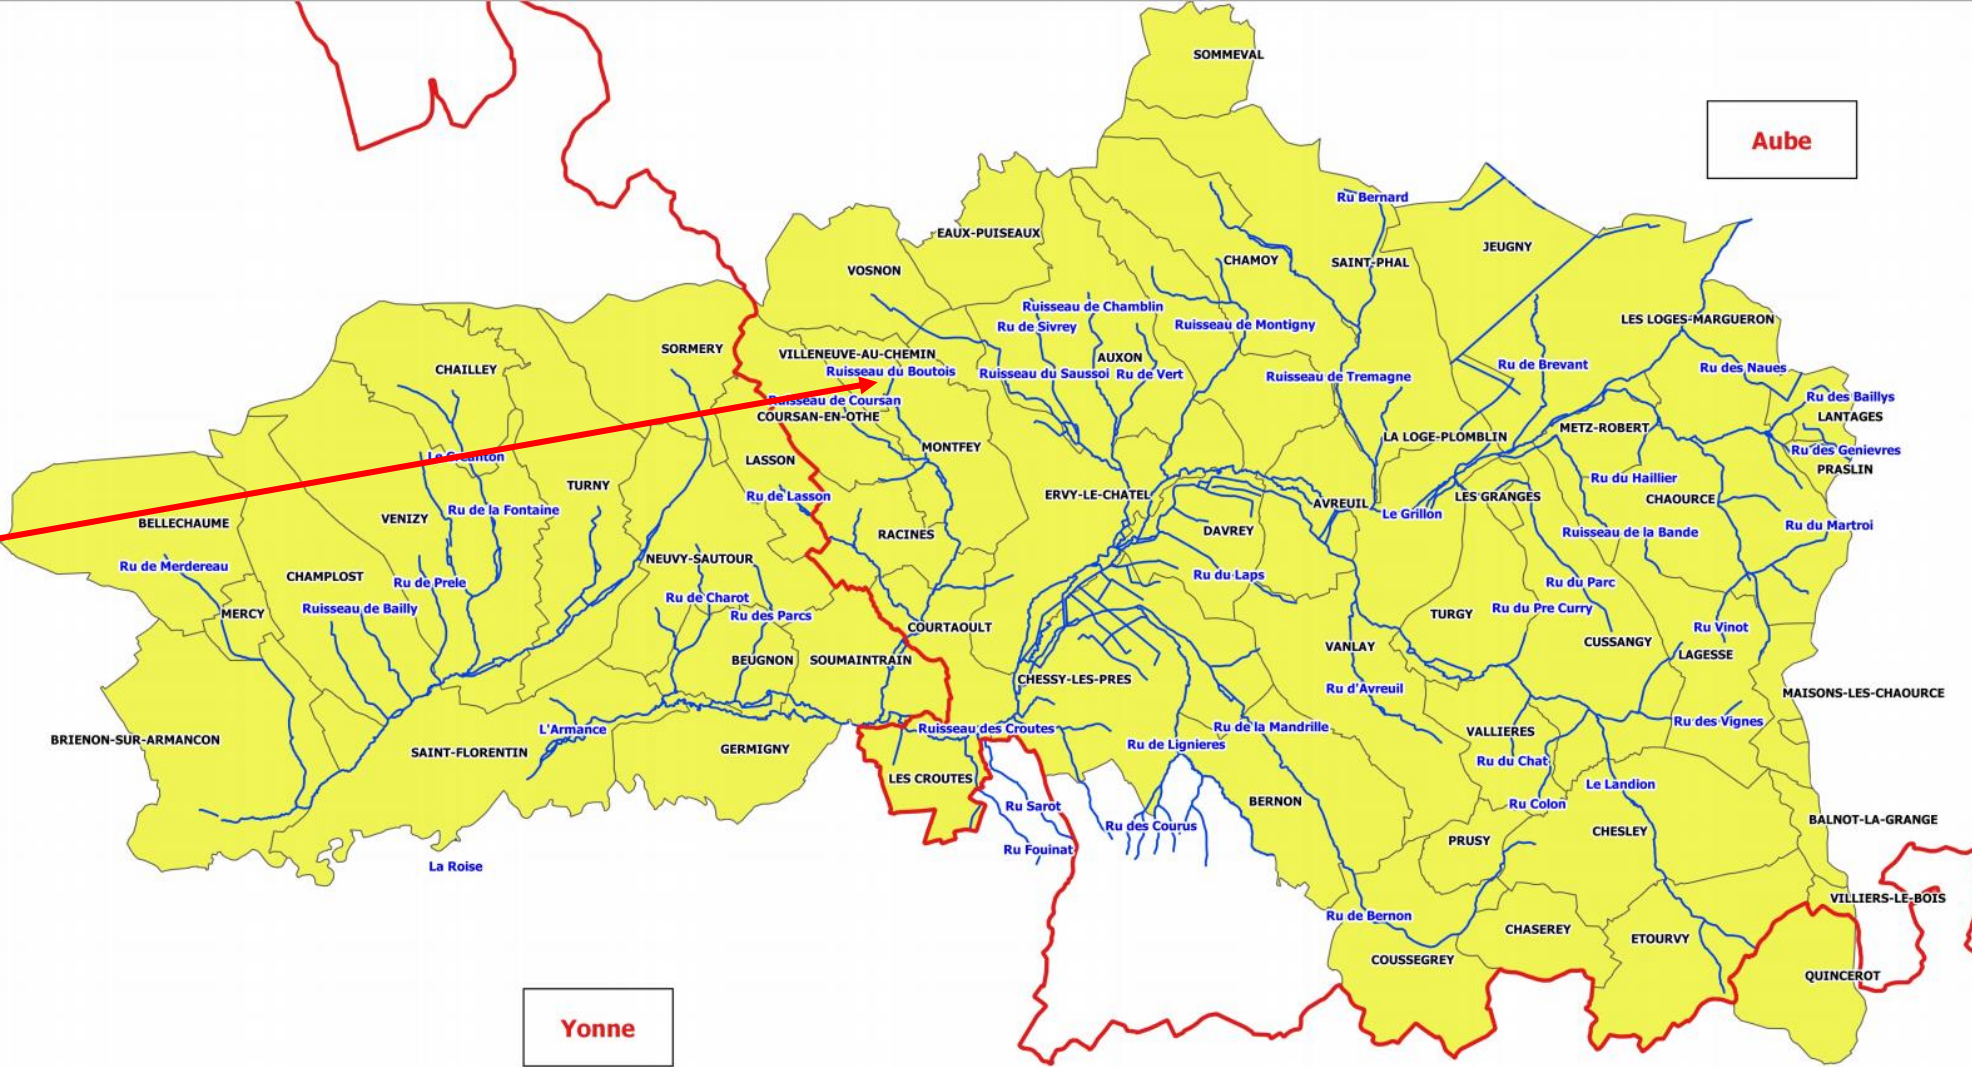 SOMMEVAL
Aube
Ru Bernard
EAUX-PUISEAUX
JEUGNY
CHAMOY
SAINT-PHAL
VOSNON
Ruisseau de Chamblin
LES LOGES-MARGUERON
Ru de Sivrey
Ruisseau de Montigny
SORMERY
VILLENEUVE-AU-CHEMIN
AUXON
Ru de Brevant
Ru des Naues
CHAILLEY
Ruisseau du Boutois
Ruisseau du Saussoi
Ru de Vert
Ruisseau de Tremagne
Ru des Baillys
Ruisseau de Coursan
COURSAN-EN-OTHE
LANTAGES
METZ-ROBERT
LA LOGE-PLOMBLIN
MONTFEY
Ru des Genievres
Le Creanton
LASSON
PRASLIN
Ru du Haillier
TURNY
Ru de Lasson
ERVY-LE-CHATEL
LES GRANGES
CHAOURCE
AVREUIL
Ru de la Fontaine
Le Grillon
VENIZY
BELLECHAUME
Ru du Martroi
DAVREY
Ruisseau de la Bande
RACINES
NEUVY-SAUTOUR
Ru de Merdereau
CHAMPLOST
Ru du Laps
Ru de Prele
Ru du Parc
Ru de Charot
Ruisseau de Bailly
Ru du Pre Curry
MERCY
Ru des Parcs
TURGY
COURTAOULT
Ru Vinot
CUSSANGY
VANLAY
LAGESSE
BEUGNON
SOUMAINTRAIN
CHESSY-LES-PRES
Ru d'Avreuil
MAISONS-LES-CHAOURCE
Ru des Vignes
L'Armance
Ruisseau des Croutes
Ru de la Mandrille
VALLIERES
BRIENON-SUR-ARMANCON
Ru de Lignieres
GERMIGNY
SAINT-FLORENTIN
Ru du Chat
LES CROUTES
Le Landion
BERNON
Ru Sarot
Ru Colon
BALNOT-LA-GRANGE
Ru des Courus
CHESLEY
PRUSY
Ru Fouinat
La Roise
VILLIERS-LE-BOIS
Ru de Bernon
CHASEREY
ETOURVY
COUSSEGREY
QUINCEROT
Yonne